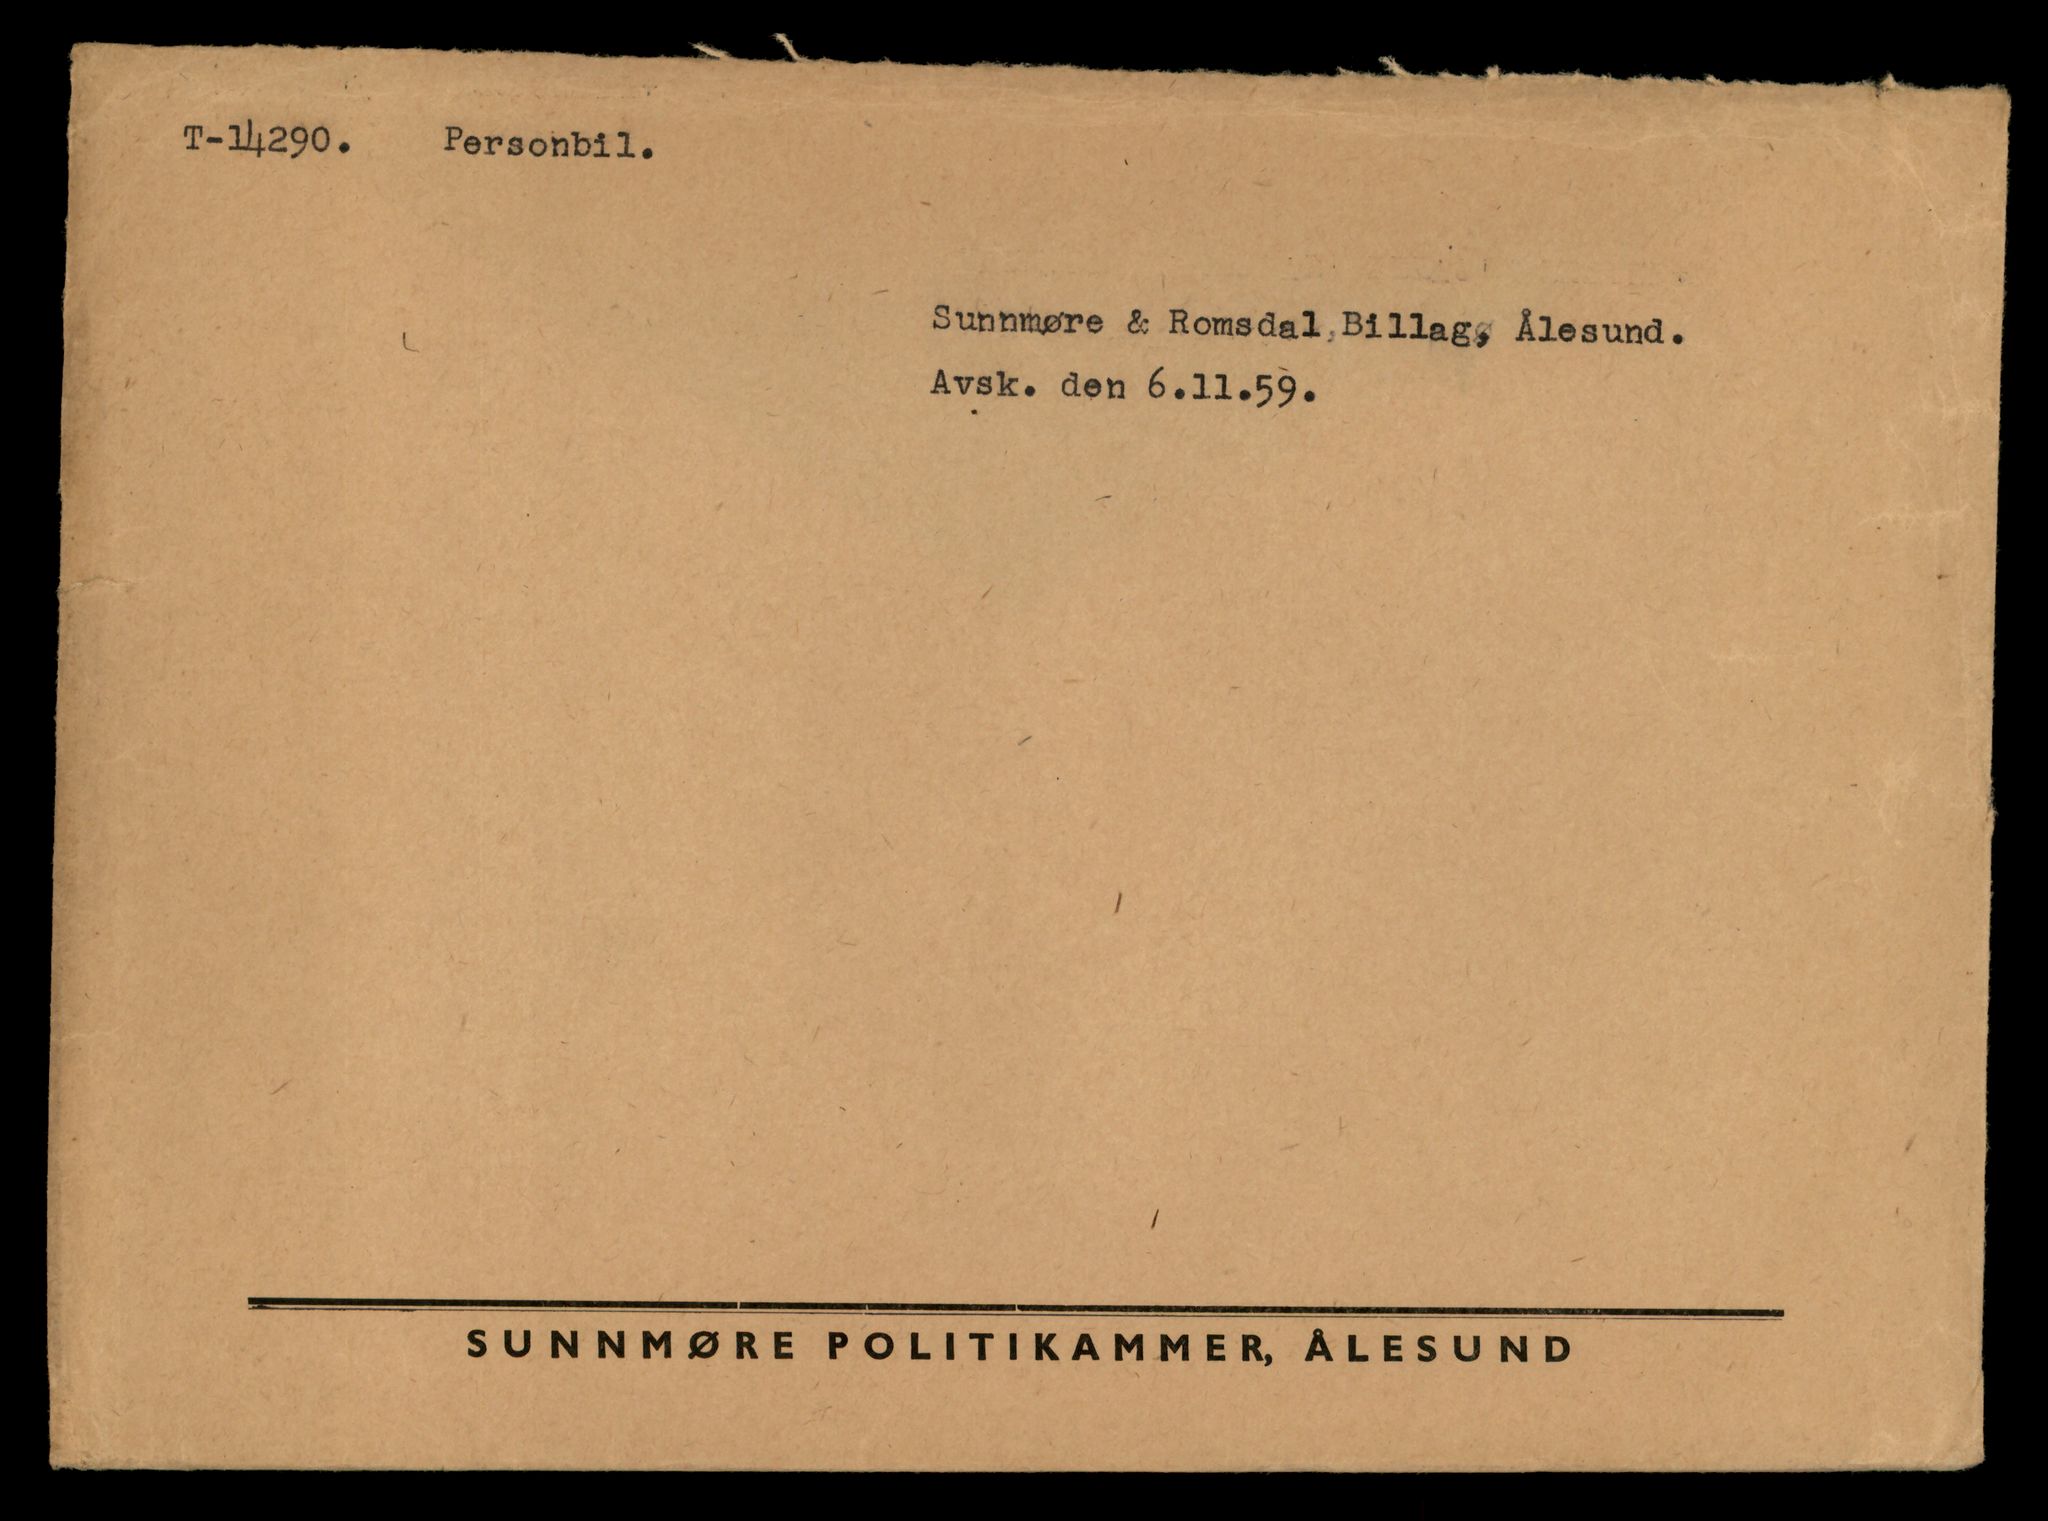 T-14290. Personbil.
Sunnmøre & Romsdal, Billag, Ålesund.
Avsk. den 6.11.59.
SUNNMØRE POLITIKAMMER, ÅLESUND